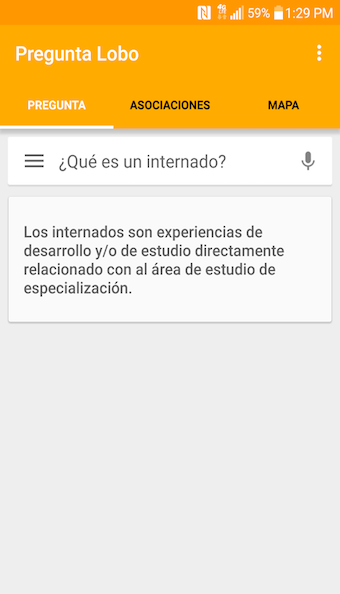 59% 1:29 PM
Pregunta Lobo
PREGUNTA ASOCIACIONES MAPA
¿Qué es un internado?
Los internados son experiencias de
desarrollo y/o de estudio directamente
relacionado con al área de estudio de
especialización.